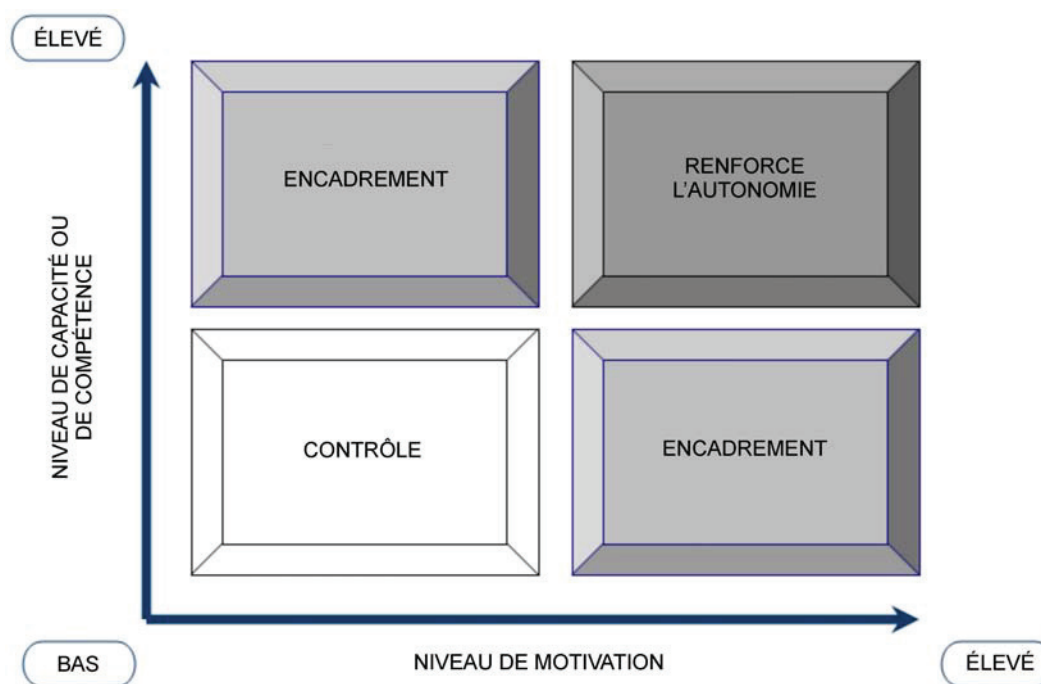 ÉLEVÉ
ENCADREMENT
RENFORCE
L'AUTONOMIE
NIVEAU DE CAPACITÉ OU
DE COMPÉTENCE
CONTRÔLE
ENCADREMENT
BAS
NIVEAU DE MOTIVATION
ÉLEVÉ